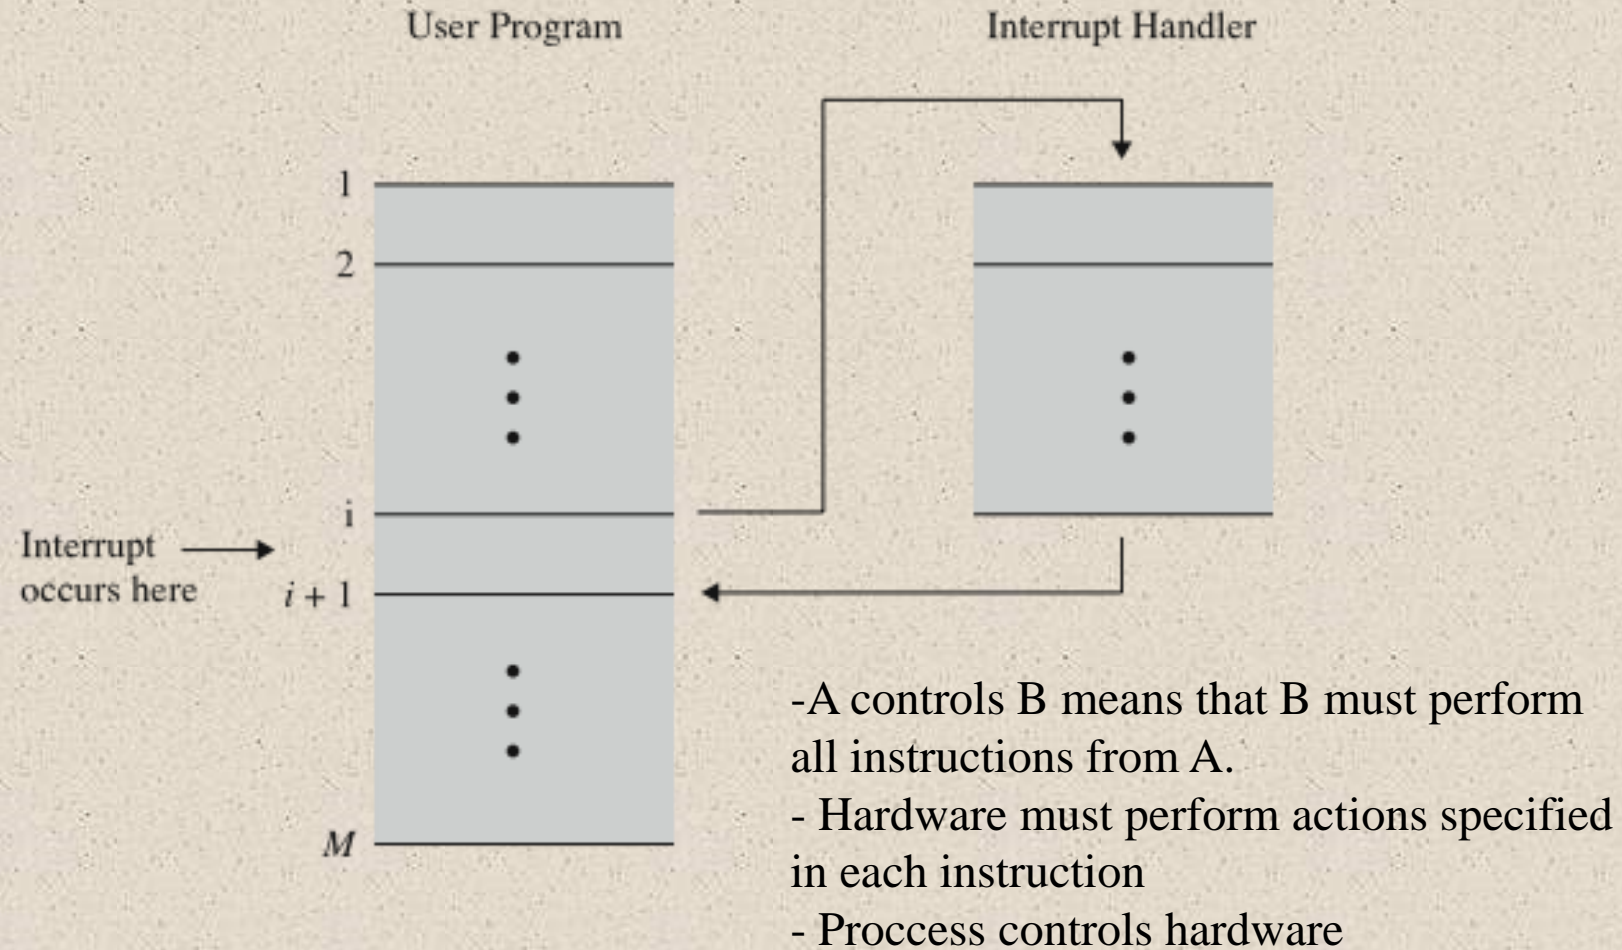 User Program
Interrupt Handler
1
2
i
Interrupt
occurs here
i + 1
M
-A controls B means that B must perform
all instructions from A.
- Hardware must perform actions specified
in each instruction
- Proccess controls hardware